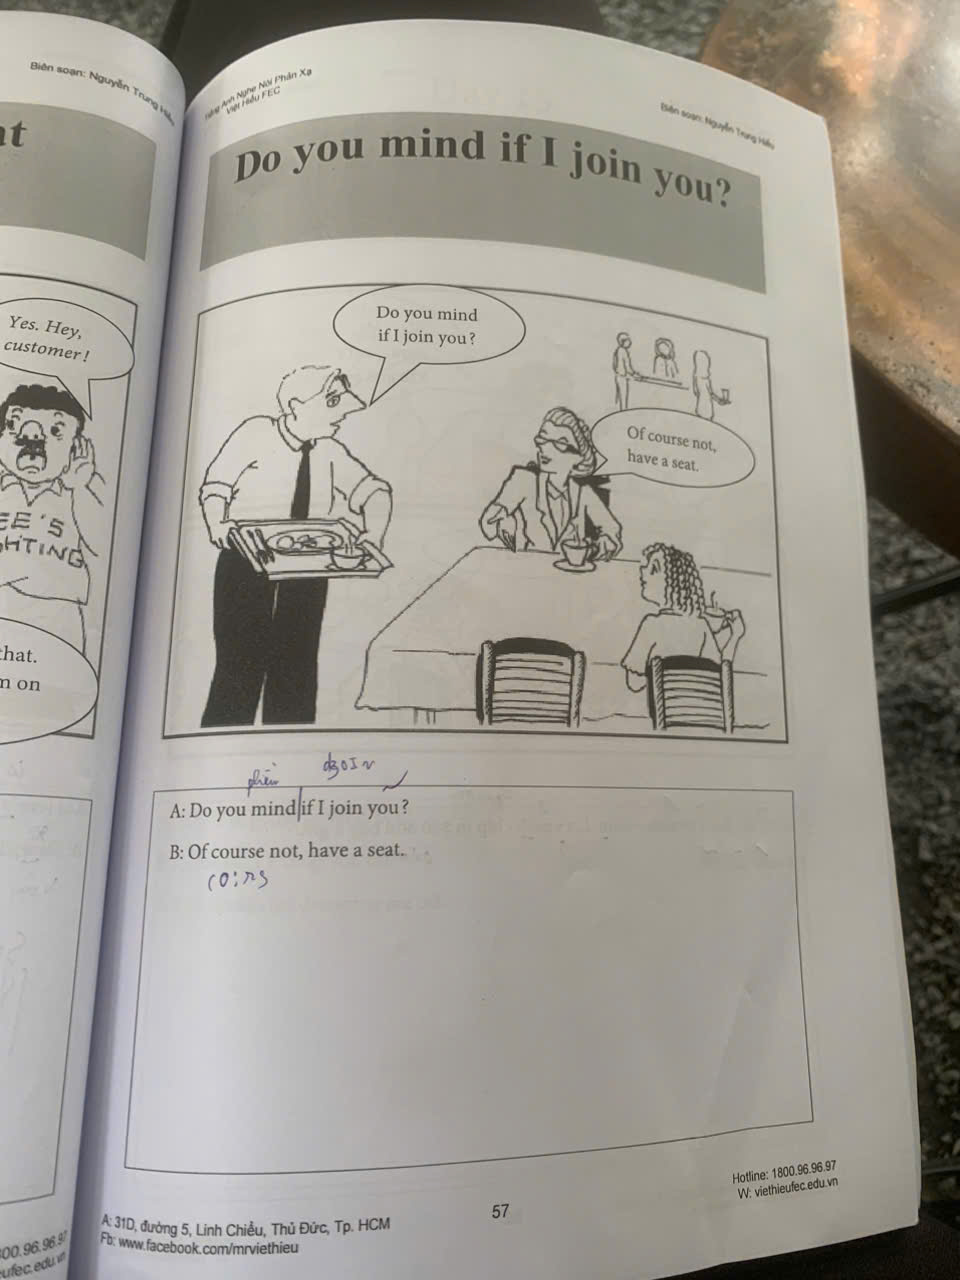 Biên soạn: Nguyễn Trung Hiếu
at
Yes. Hey,
customer!
EE'S
HTING
that.
m on
00.96.96.97
ufec.edu.vn
Tiếng Anh Nghe Nói Phản Xạ
Việt Hiếu FEC
Biên soạn: Nguyễn Trung Hiếu
Do you mind if I join you?
Do you mind
if I join you?
Of course not,
have a seat.
phiền
dʒOIN
A: Do you mind if I join you?
B: Of course not, have a seat.
Hotline: 1800.96.96.97
W: viethieufec.edu.vn
57
A: 31D, đường 5, Linh Chiểu, Thủ Đức, Tp. HCM
Fb: www.facebook.com/mrviethieu